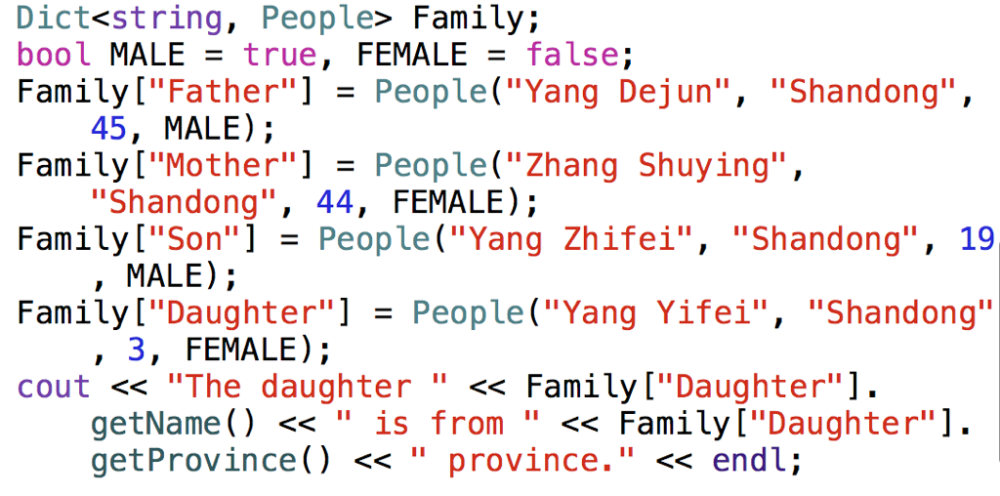 Dict<string, People> Family;
bool MALE = true, FEMALE = false;
Family["Father"] = People("Yang Dejun", "Shandong",
45, MALE);
Family["Mother"] = People("Zhang Shuying",
"Shandong", 44, FEMALE);
Family["Son"] = People("Yang Zhifei", "Shandong", 19
, MALE);
Family["Daughter"] = People("Yang Yifei", "Shandong"
, 3, FEMALE);
cout << "The daughter " << Family["Daughter"].
getName() << " is from " << Family["Daughter"].
getProvince() << " province." << endl;